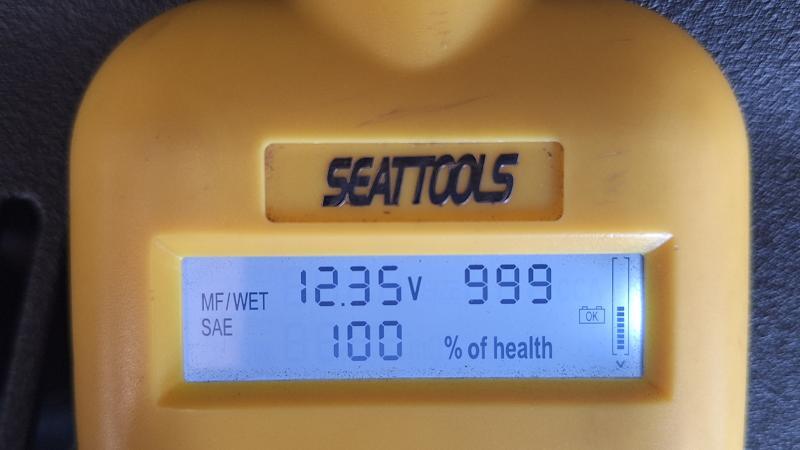 SEATTOOLS
MF/WET 12.35V 999
SAE
OK
100 % of health